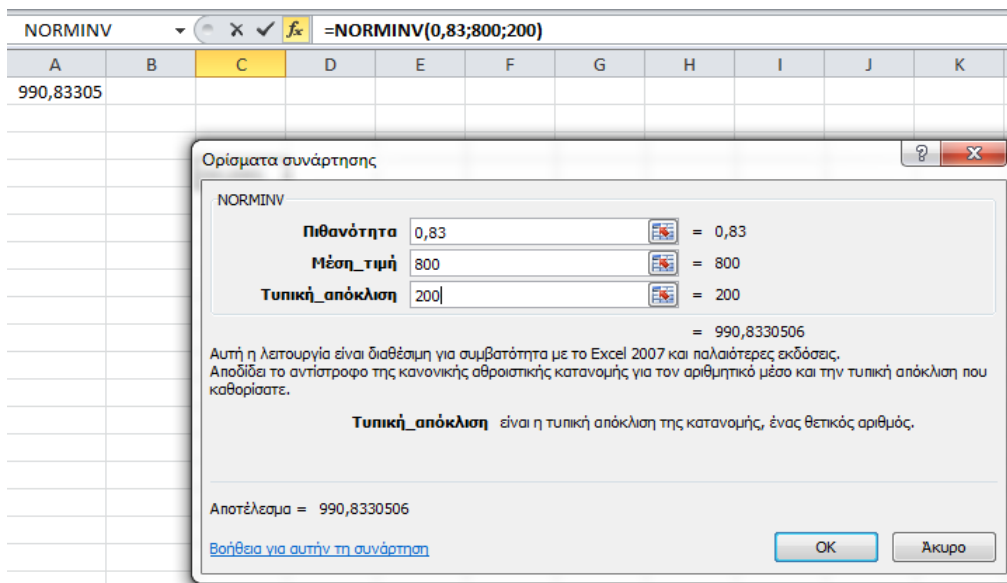 NORMINV fx =NORMINV(0,83;800;200)
A B C D E F G H I J K
990,83305
Ορίσματα συνάρτησης
NORMINV
Πιθανότητα 0,83 = 0,83
Μέση_τιμή 800 = 800
Τυπική_απόκλιση 200 = 200
= 990,8330506
Αυτή η λειτουργία είναι διαθέσιμη για συμβατότητα με το Excel 2007 και παλαιότερες εκδόσεις.
Αποδίδει το αντίστροφο της κανονικής αθροιστικής κατανομής για τον αριθμητικό μέσο και την τυπική απόκλιση που
καθορίσατε.
Τυπική_απόκλιση είναι η τυπική απόκλιση της κατανομής, ένας θετικός αριθμός.
Αποτέλεσμα = 990,8330506
Βοήθεια για αυτήν τη συνάρτηση OK Άκυρο